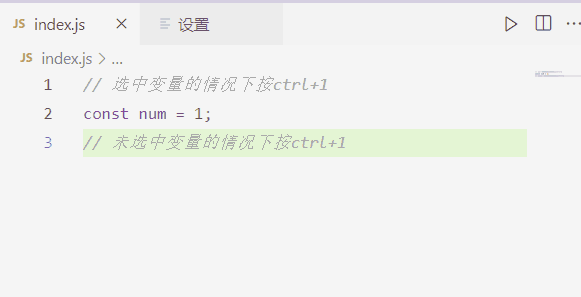 JS index.js × 设置
JS index.js > ...
1 // 选中变量的情况下按ctrl+1
2 const num = 1;
3 // 未选中变量的情况下按ctrl+1